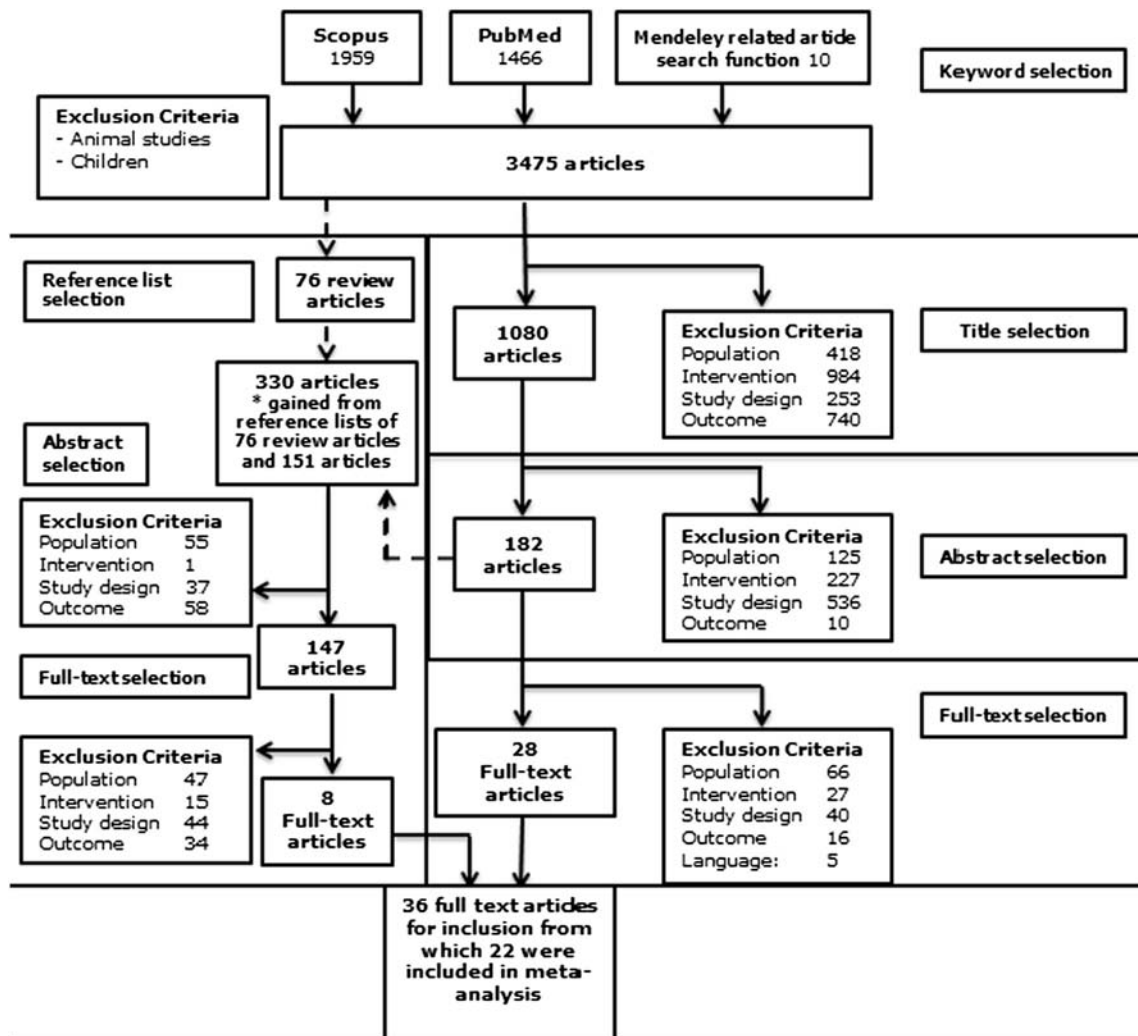 Scopus
1959
PubMed
1466
Mendeley related article
search function 10
Keyword selection
Exclusion Criteria
- Animal studies
- Children
3475 articles
Reference list
selection
76 review
articles
1080
articles
Exclusion Criteria
Population 418
Intervention 984
Study design 253
Outcome 740
Title selection
330 articles
* gained from
reference lists of
76 review articles
and 151 articles
Abstract
selection
Exclusion Criteria
Population 55
Intervention 1
Study design 37
Outcome 58
182
articles
Exclusion Criteria
Population 125
Intervention 227
Study design 536
Outcome 10
Abstract selection
147
articles
Full-text selection
Exclusion Criteria
Population 47
Intervention 15
Study design 44
Outcome 34
8
Full-text
articles
28
Full-text
articles
Exclusion Criteria
Population 66
Intervention 27
Study design 40
Outcome 16
Language: 5
Full-text selection
36 full text articles
for inclusion from
which 22 were
included in meta-
analysis